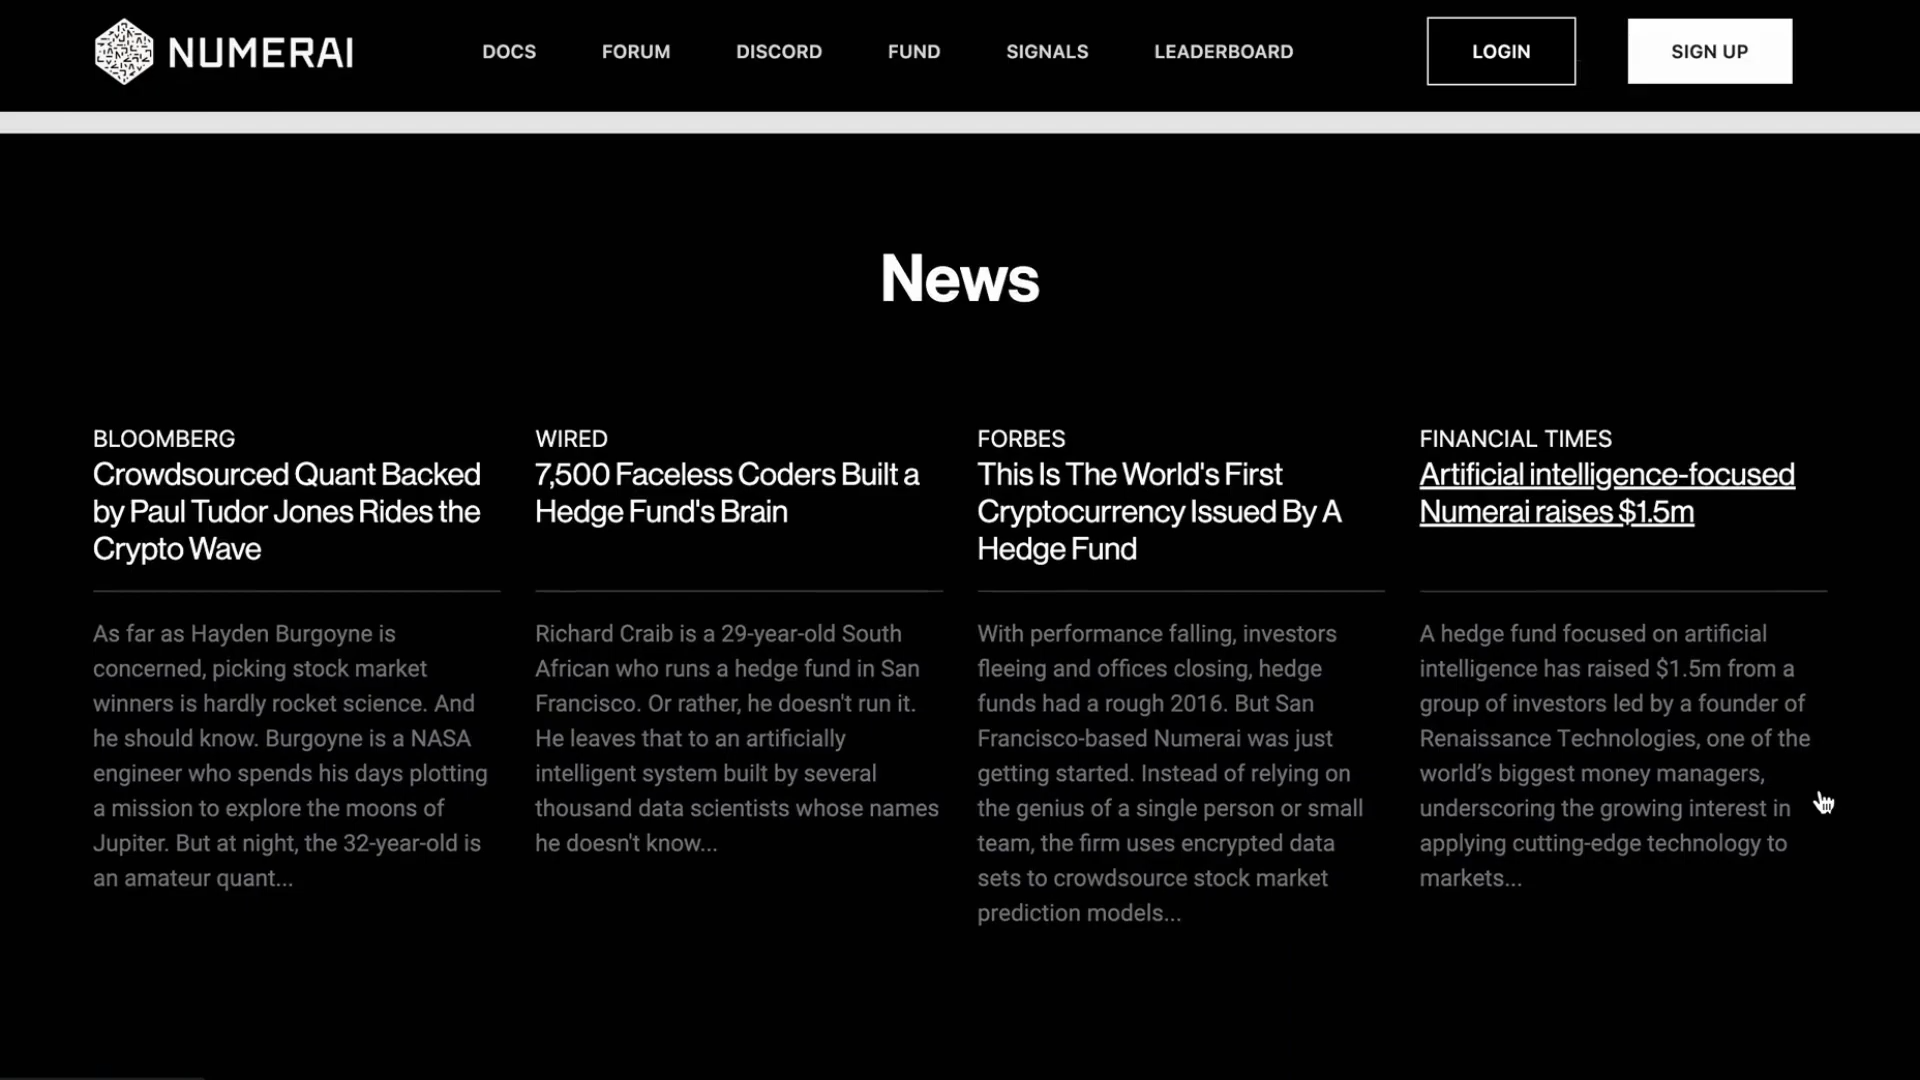 NUMERAI
DOCS
FORUM
DISCORD
FUND
SIGNALS
LEADERBOARD
LOGIN
SIGN UP
News
BLOOMBERG
Crowdsourced Quant Backed
by Paul Tudor Jones Rides the
Crypto Wave
As far as Hayden Burgoyne is
concerned, picking stock market
winners is hardly rocket science. And
he should know. Burgoyne is a NASA
engineer who spends his days plotting
a mission to explore the moons of
Jupiter. But at night, the 32-year-old is
an amateur quant...
WIRED
7,500 Faceless Coders Built a
Hedge Fund's Brain
Richard Craib is a 29-year-old South
African who runs a hedge fund in San
Francisco. Or rather, he doesn't run it.
He leaves that to an artificially
intelligent system built by several
thousand data scientists whose names
he doesn't know...
FORBES
This Is The World's First
Cryptocurrency Issued By A
Hedge Fund
With performance falling, investors
fleeing and offices closing, hedge
funds had a rough 2016. But San
Francisco-based Numerai was just
getting started. Instead of relying on
the genius of a single person or small
team, the firm uses encrypted data
sets to crowdsource stock market
prediction models...
FINANCIAL TIMES
Artificial intelligence-focused
Numerai raises $1.5m
A hedge fund focused on artificial
intelligence has raised $1.5m from a
group of investors led by a founder of
Renaissance Technologies, one of the
world’s biggest money managers,
underscoring the growing interest in
applying cutting-edge technology to
markets...